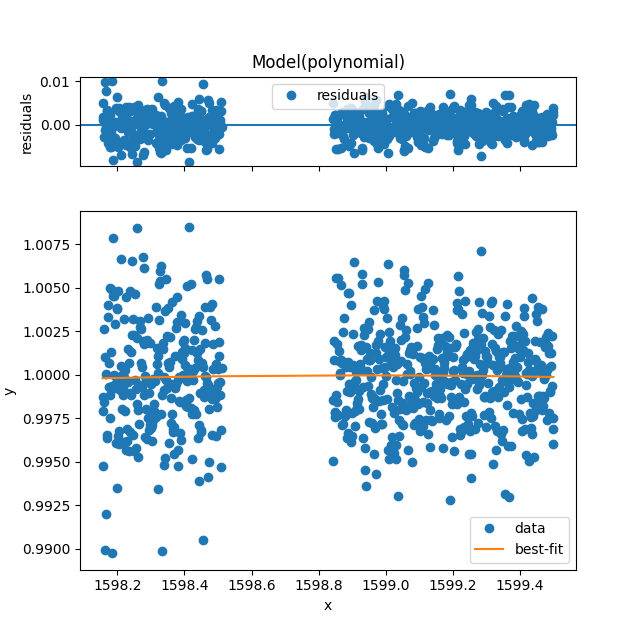 Model(polynomial)
0.01
0.00
residuals
residuals
1.0075
1.0050
1.0025
1.0000
0.9975
0.9950
0.9925
0.9900
y
data
best-fit
1598.2 1598.4 1598.6 1598.8 1599.0 1599.2 1599.4
x